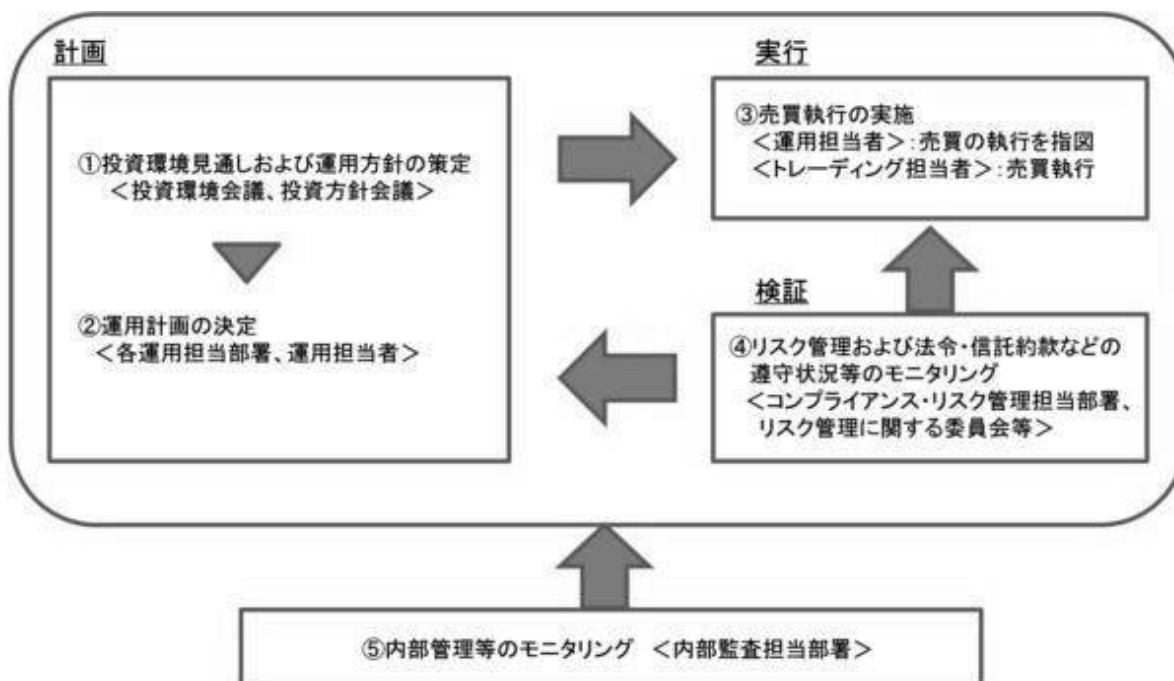 計画
①投資環境見通しおよび運用方針の策定
＜投資環境会議、投資方針会議＞
②運用計画の決定
＜各運用担当部署、運用担当者＞
実行
③売買執行の実施
＜運用担当者＞：売買の執行を指図
＜トレーディング担当者＞：売買執行
検証
④リスク管理および法令・信託約款などの
遵守状況等のモニタリング
＜コンプライアンス・リスク管理担当部署、
リスク管理に関する委員会等＞
⑤内部管理等のモニタリング　＜内部監査担当部署＞